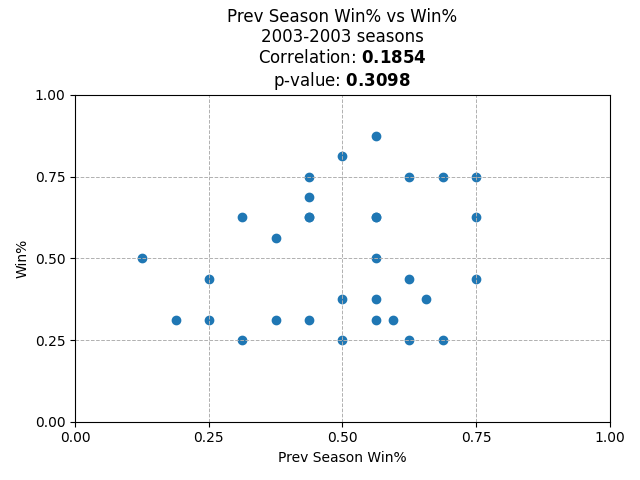 Prev Season Win% vs Win%
2003-2003 seasons
Correlation: 0.1854
p-value: 0.3098
1.00
0.75
0.50
0.25
0.00
Win%
0.00 0.25 0.50 0.75 1.00
Prev Season Win%